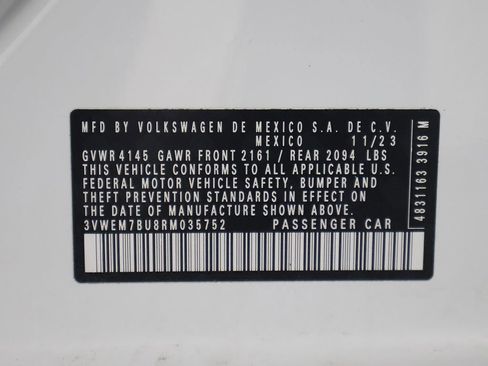 MFD BY VOLKSWAGEN DE MEXICO S.A. DE C.V.
MEXICO 11/23
GVWR 4145 GAWR FRONT 2161 / REAR 2094 LBS
THIS VEHICLE CONFORMS TO ALL APPLICABLE U.S.
FEDERAL MOTOR VEHICLE SAFETY, BUMPER AND
THEFT PREVENTION STANDARDS IN EFFECT ON THE
DATE OF MANUFACTURE SHOWN ABOVE.
3VWEM7BU8RM035752 PASSENGER CAR
4831163 3916 M